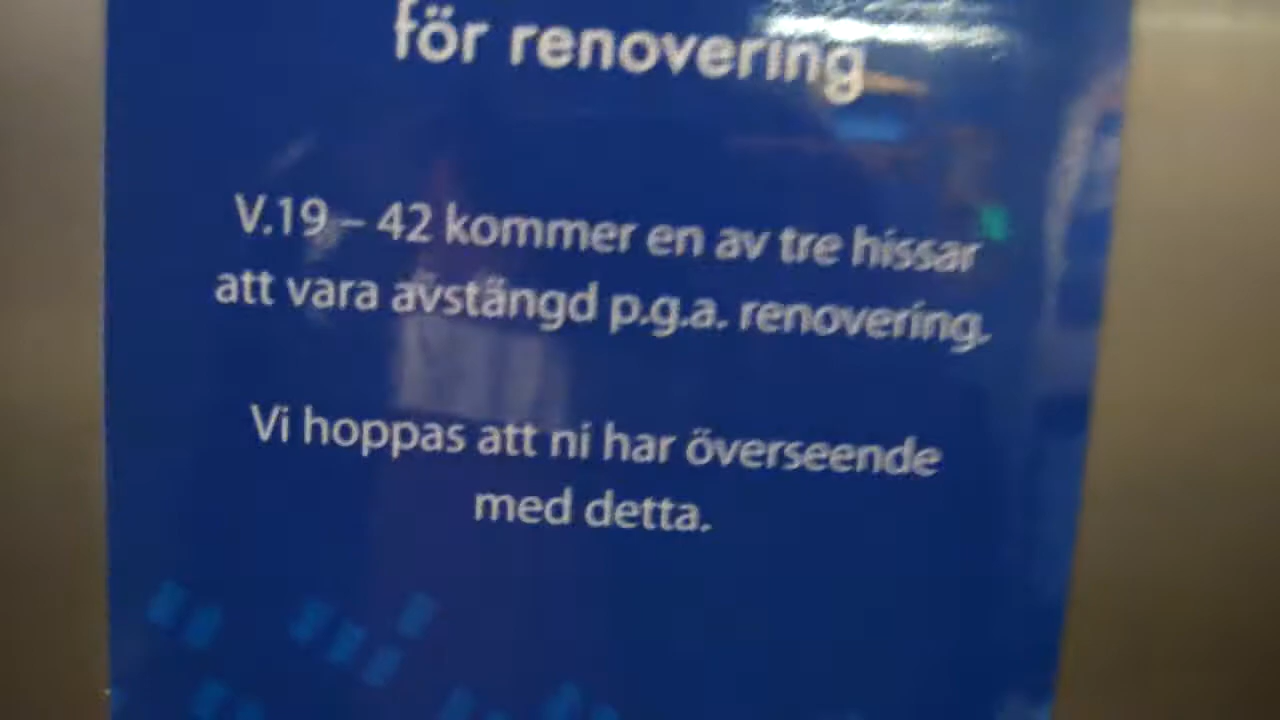 för renovering
V.19 – 42 kommer en av tre hissar
att vara avstängd p.g.a. renovering.
Vi hoppas att ni har överseende
med detta.